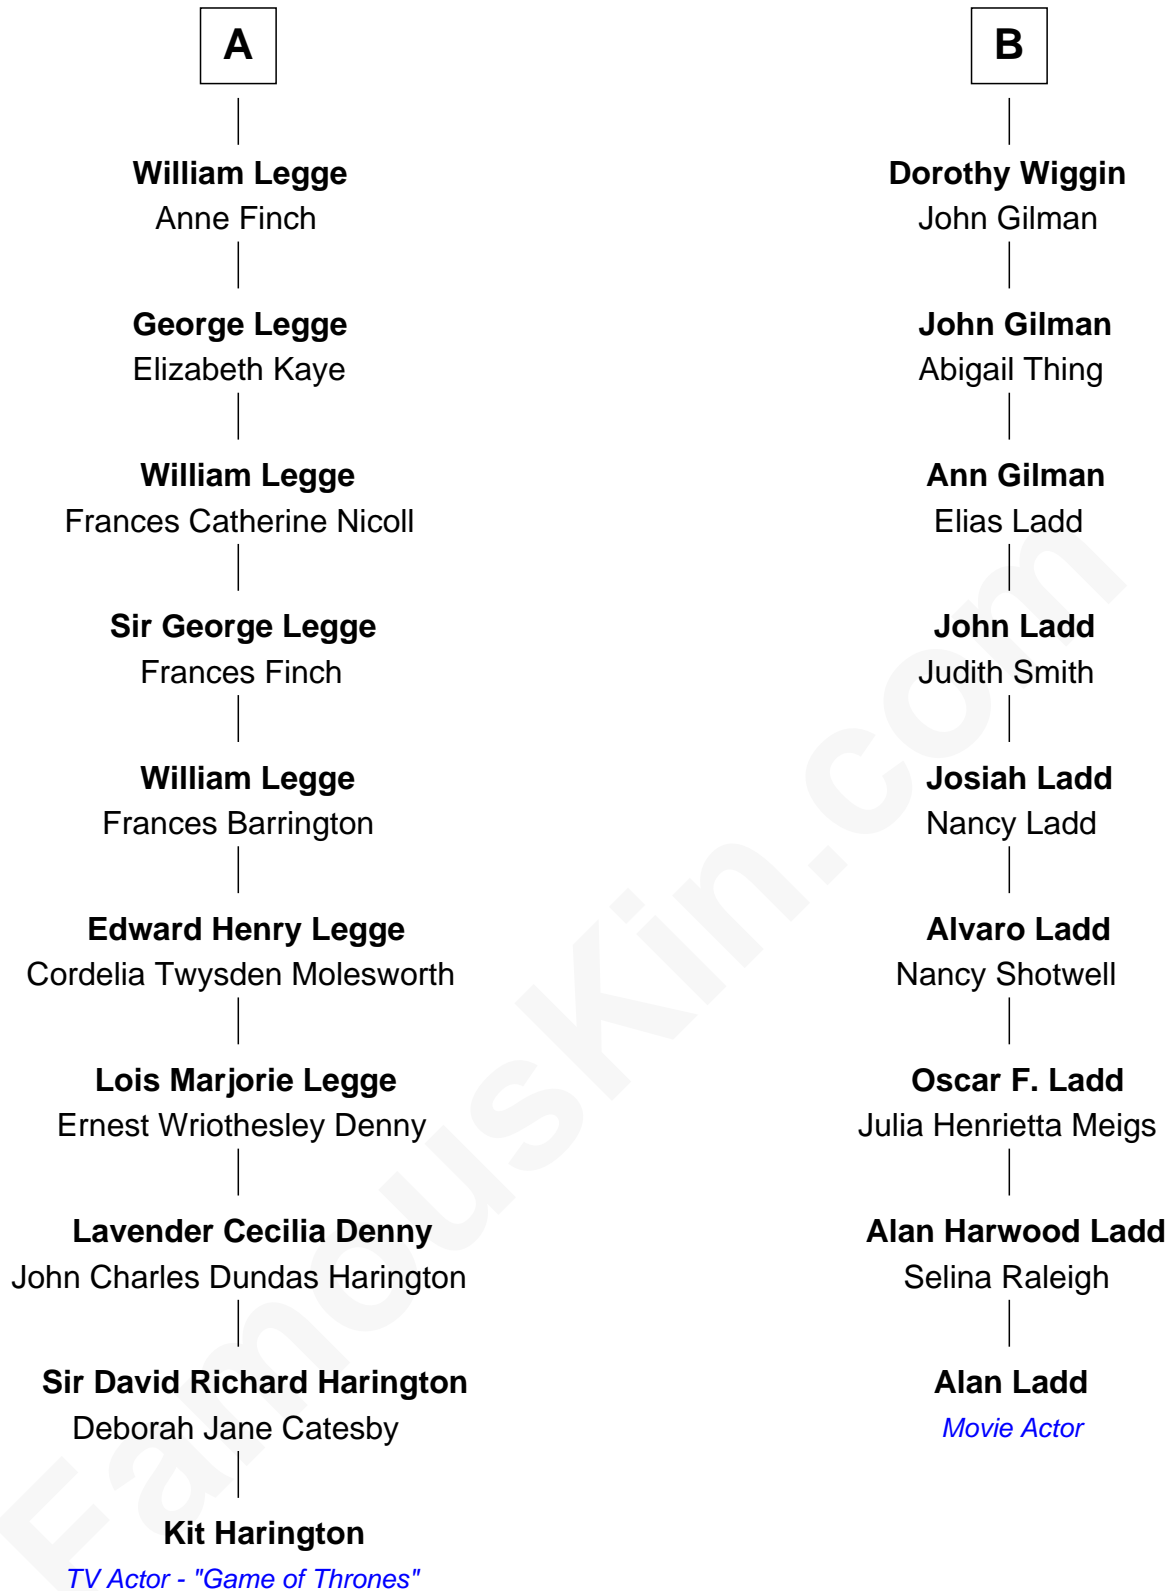 A
William Legge
Anne Finch
George Legge
Elizabeth Kaye
William Legge
Frances Catherine Nicoll
Sir George Legge
Frances Finch
William Legge
Frances Barrington
Edward Henry Legge
Cordelia Twysden Molesworth
Lois Marjorie Legge
Ernest Wriothesley Denny
Lavender Cecilia Denny
John Charles Dundas Harington
Sir David Richard Harington
Deborah Jane Catesby
Kit Harington
TV Actor - "Game of Thrones"
B
Dorothy Wiggin
John Gilman
John Gilman
Abigail Thing
Ann Gilman
Elias Ladd
John Ladd
Judith Smith
Josiah Ladd
Nancy Ladd
Alvaro Ladd
Nancy Shotwell
Oscar F. Ladd
Julia Henrietta Meigs
Alan Harwood Ladd
Selina Raleigh
Alan Ladd
Movie Actor
FamousKin.com